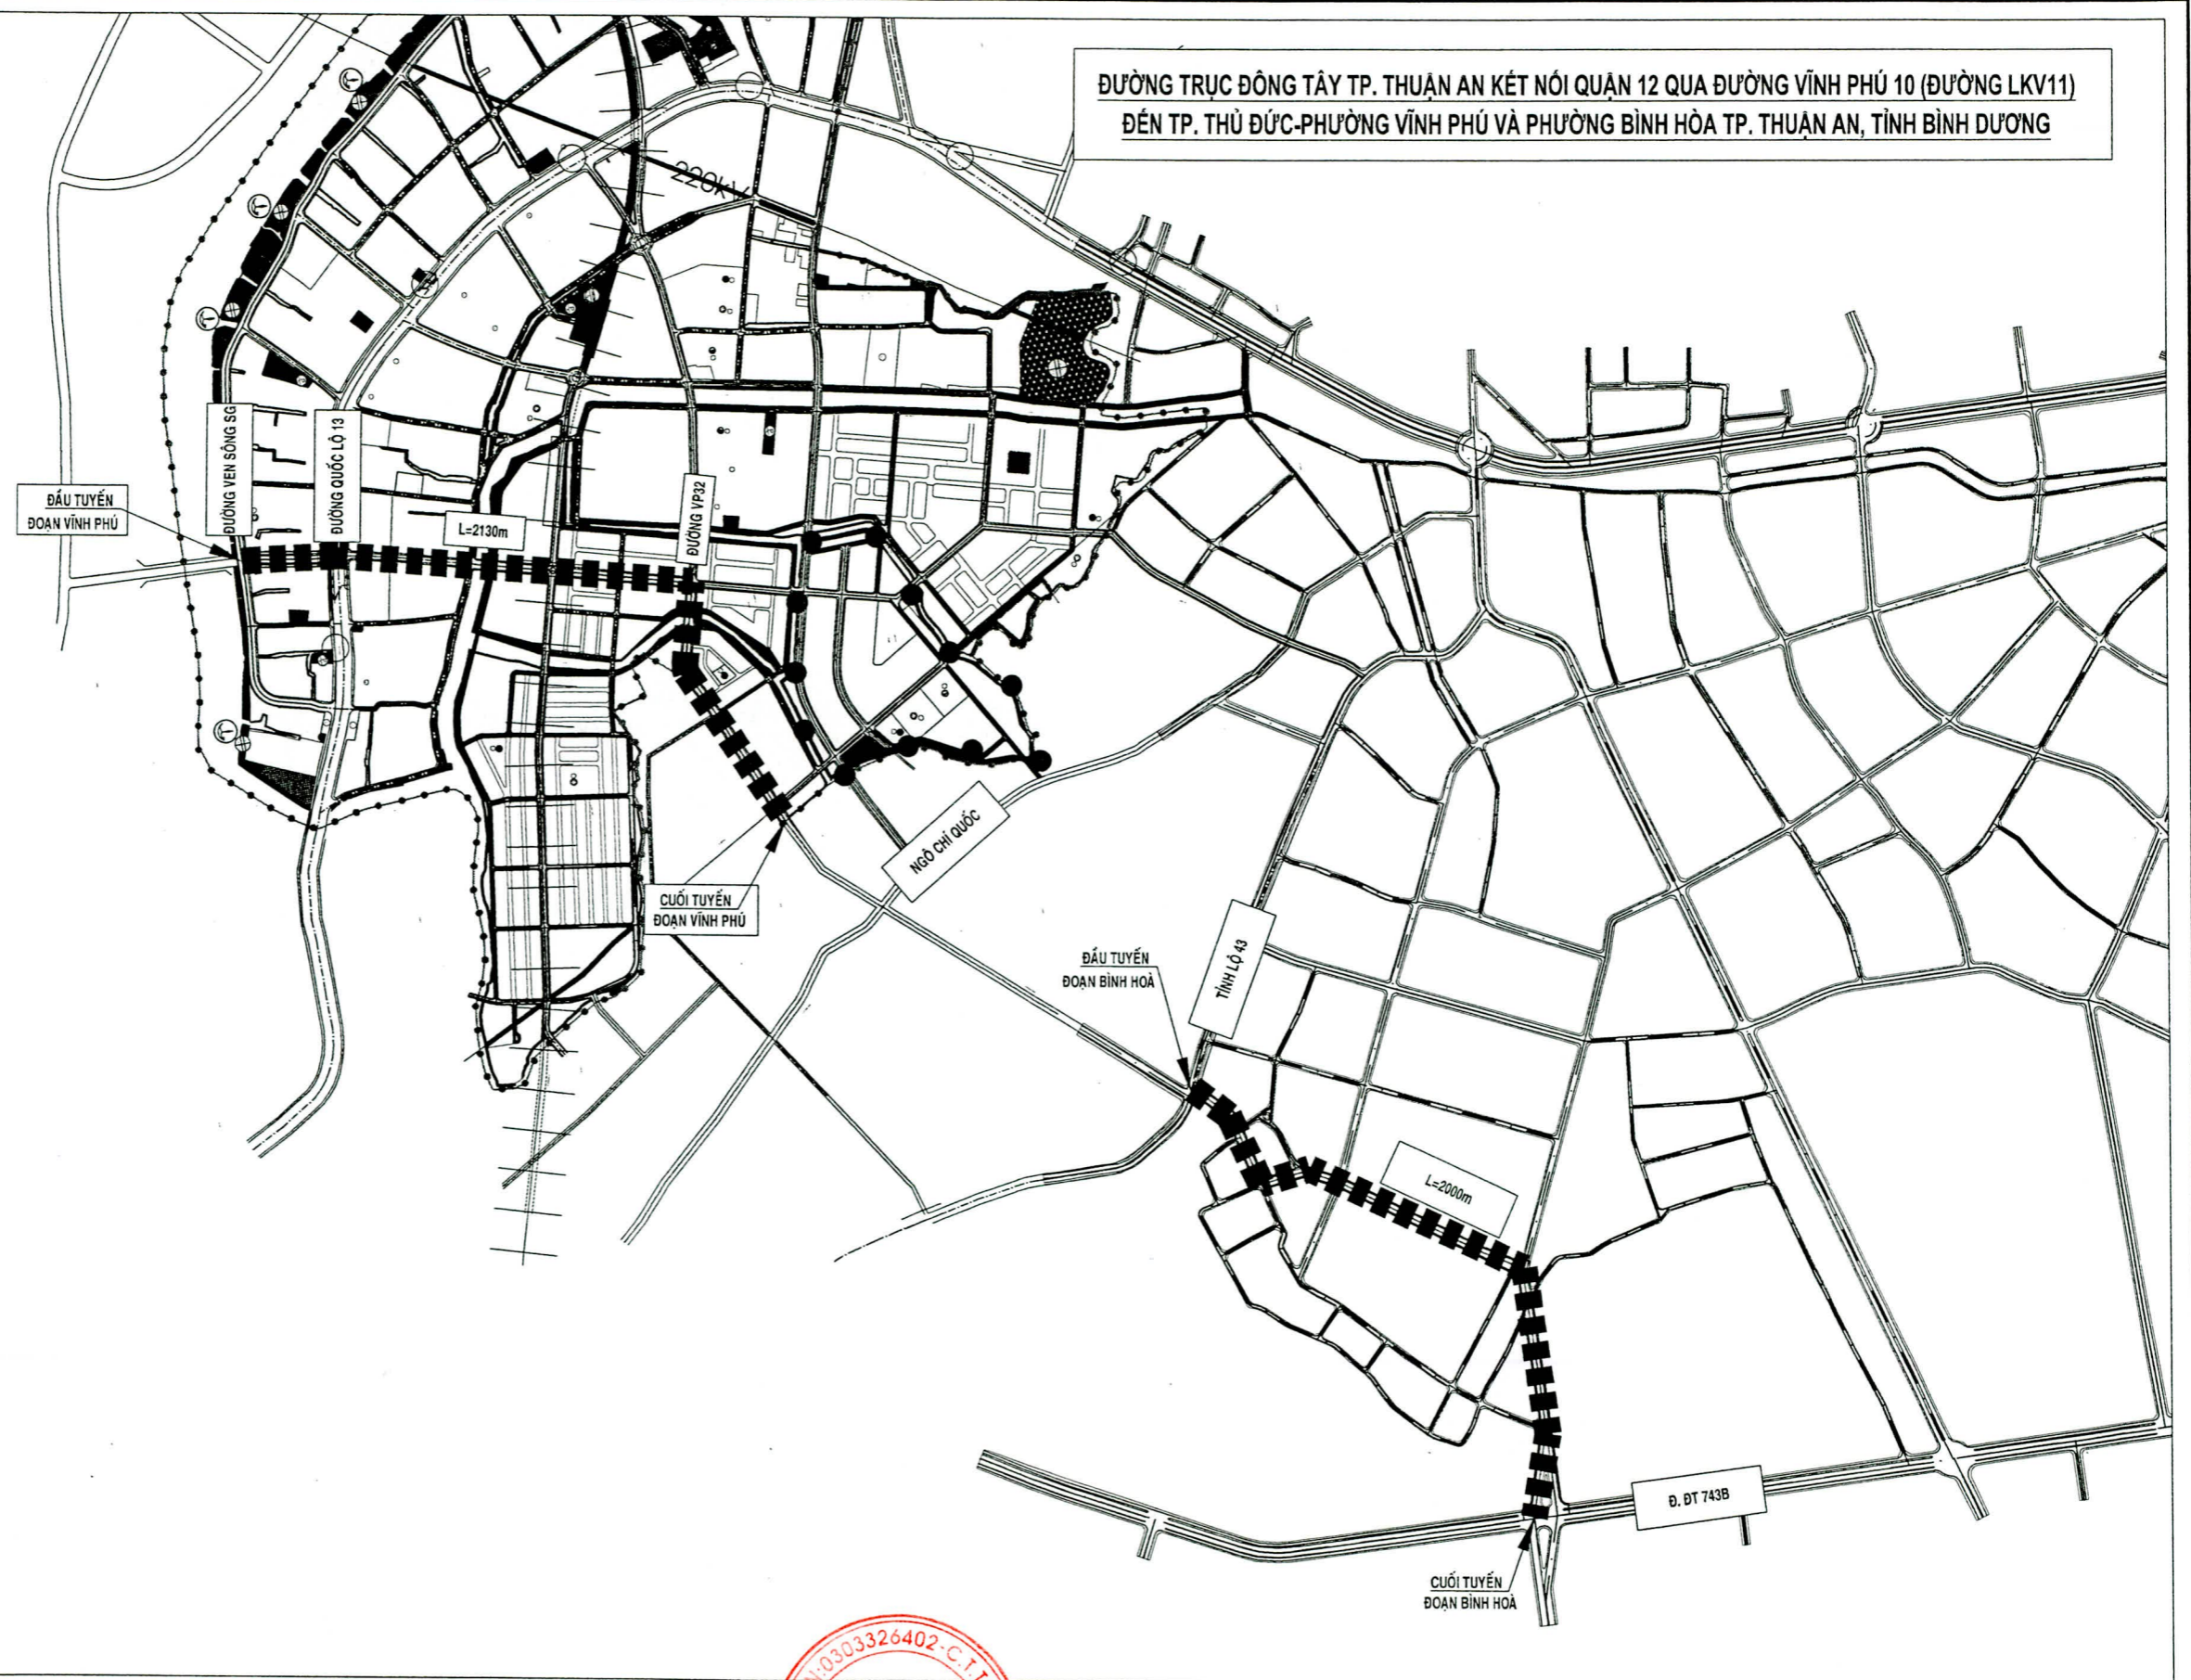 ĐƯỜNG TRỤC ĐÔNG TÂY TP. THUẬN AN KẾT NỐI QUẬN 12 QUA ĐƯỜNG VĨNH PHÚ 10 (ĐƯỜNG LKV11)
ĐẾN TP. THỦ ĐỨC-PHƯỜNG VĨNH PHÚ VÀ PHƯỜNG BÌNH HÒA TP. THUẬN AN, TỈNH BÌNH DƯƠNG
220kV
ĐƯỜNG VEN SÔNG SG
ĐƯỜNG QUỐC LỘ 13
ĐẦU TUYẾN
ĐOẠN VĨNH PHÚ
L=2130m
ĐƯỜNG VP32
NGÔ CHÍ QUỐC
CUỐI TUYẾN
ĐOẠN VĨNH PHÚ
TỈNH LỘ 43
ĐẦU TUYẾN
ĐOẠN BÌNH HOÀ
L=2000m
Đ. ĐT 743B
CUỐI TUYẾN
ĐOẠN BÌNH HOÀ
N:0303326402-C.T.T